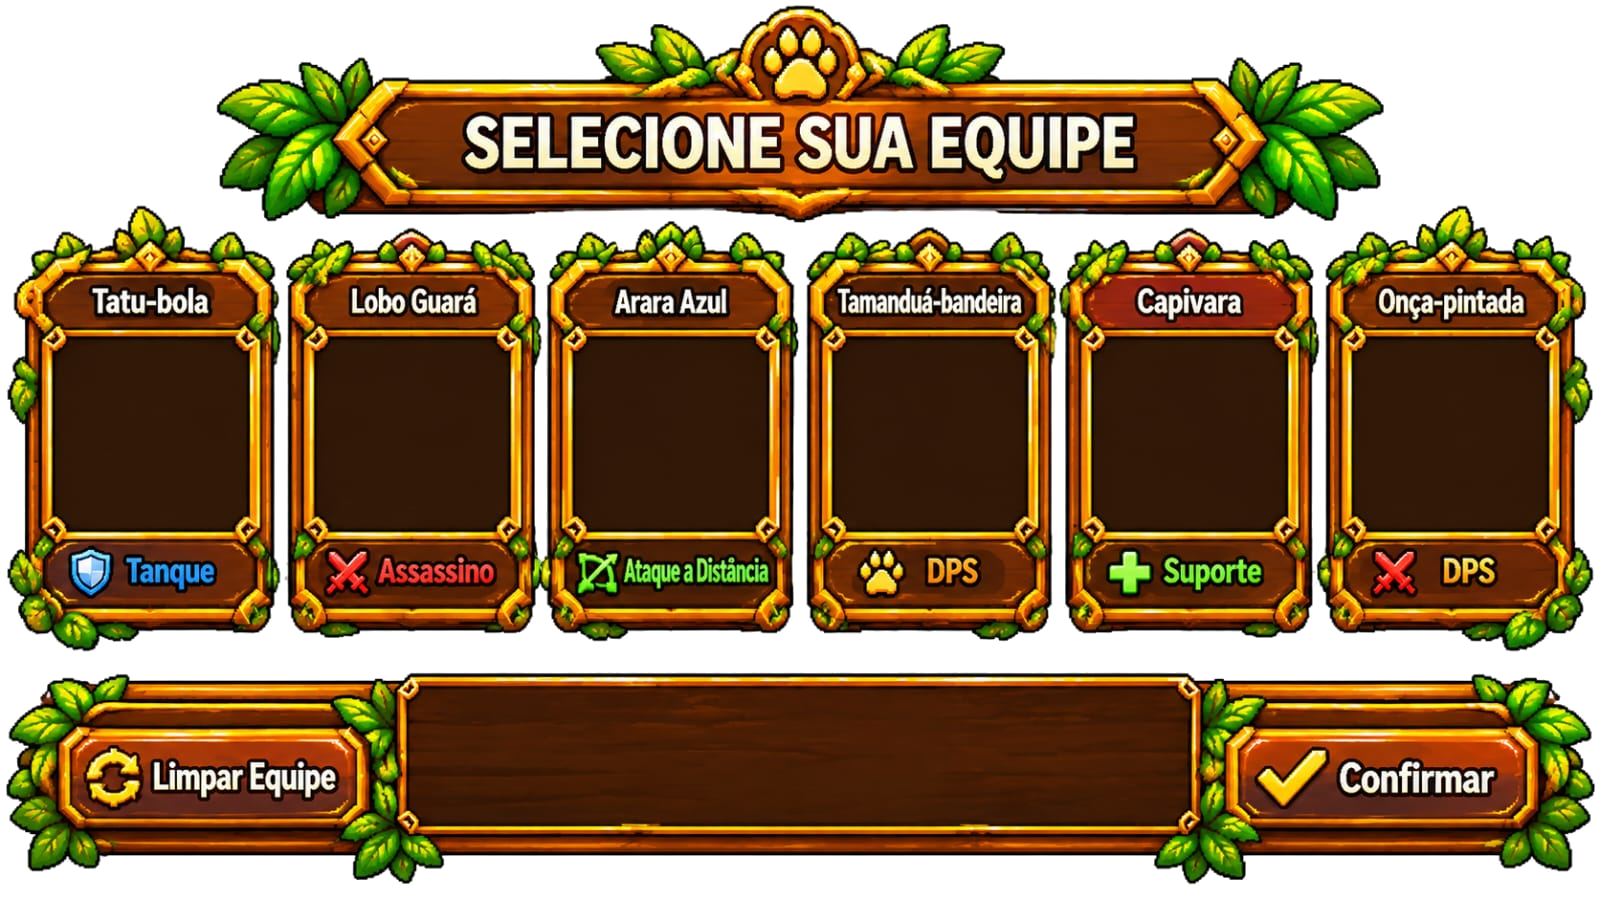 SELECIONE SUA EQUIPE
Tatu-bola
Lobo Guará
Arara Azul
Tamanduá-bandeira
Capivara
Onça-pintada
Tanque
Assassino
Ataque a Distância
DPS
Suporte
DPS
Limpar Equipe
Confirmar